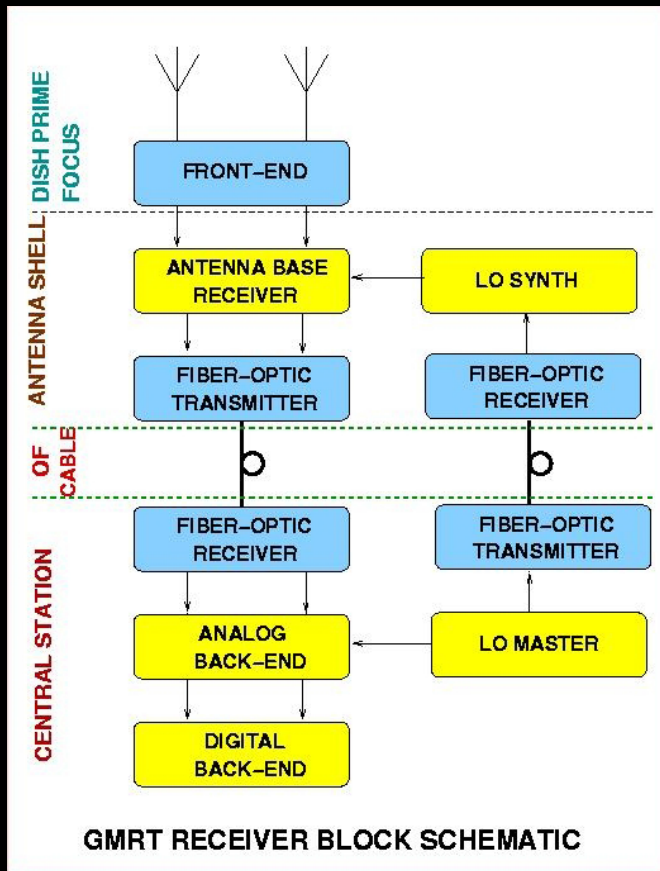 DISH PRIME
FOCUS
FRONT-END
ANTENNA SHELL
ANTENNA BASE
RECEIVER
LO SYNTH
FIBER-OPTIC
TRANSMITTER
FIBER-OPTIC
RECEIVER
OF
CABLE
CENTRAL STATION
FIBER-OPTIC
RECEIVER
FIBER-OPTIC
TRANSMITTER
ANALOG
BACK-END
LO MASTER
DIGITAL
BACK-END
GMRT RECEIVER BLOCK SCHEMATIC